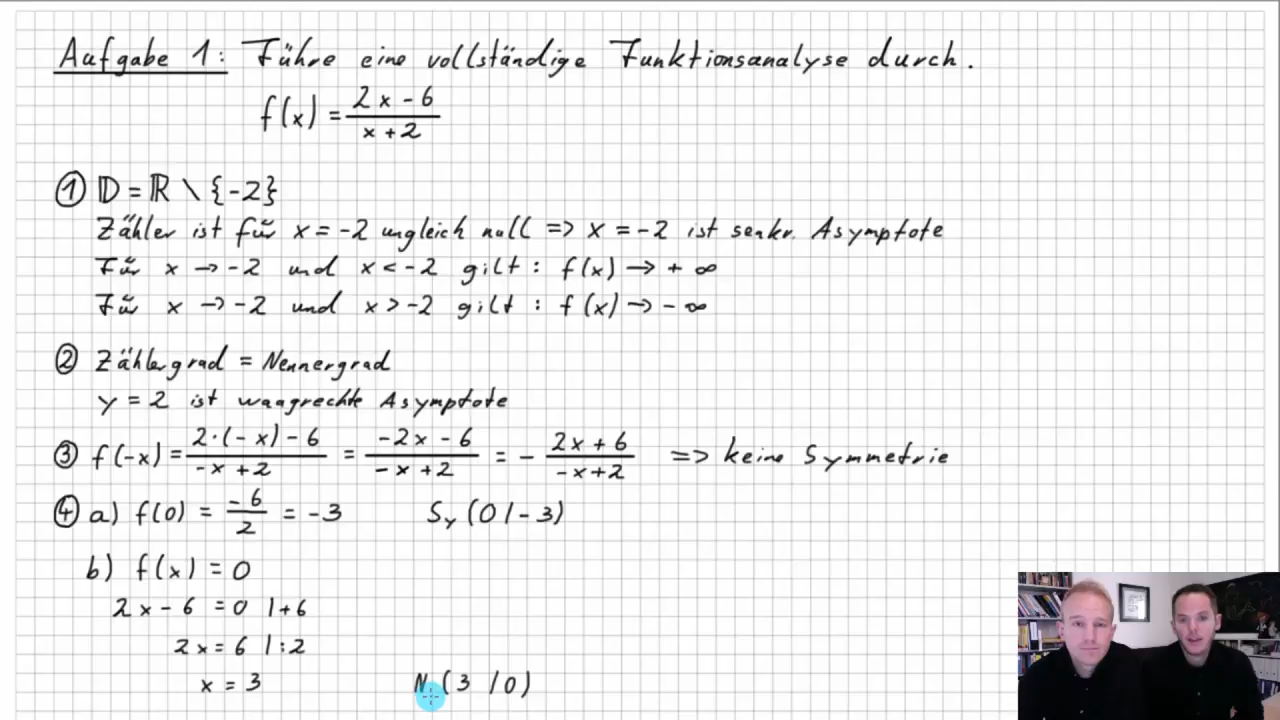 Aufgabe 1: Führe eine vollständige Funktionsanalyse durch.
f(x) = (2x - 6)/(x + 2)
① 𝔻 = ℝ \ {-2}
Zähler ist für x = -2 ungleich null => x = -2 ist senkr. Asymptote
Für x → -2 und x < -2 gilt : f(x) → + ∞
Für x → -2 und x > -2 gilt : f(x) → - ∞
② Zählergrad = Nennergrad
y = 2 ist waagrechte Asymptote
③ f(-x) = (2·(-x) - 6)/(-x + 2) = (-2x - 6)/(-x + 2) = - (2x + 6)/(-x + 2) => keine Symmetrie
④ a) f(0) = -6/2 = -3 Sy (0 / -3)
b) f(x) = 0
2x - 6 = 0 |+6
2x = 6 |:2
x = 3 N (3 / 0)